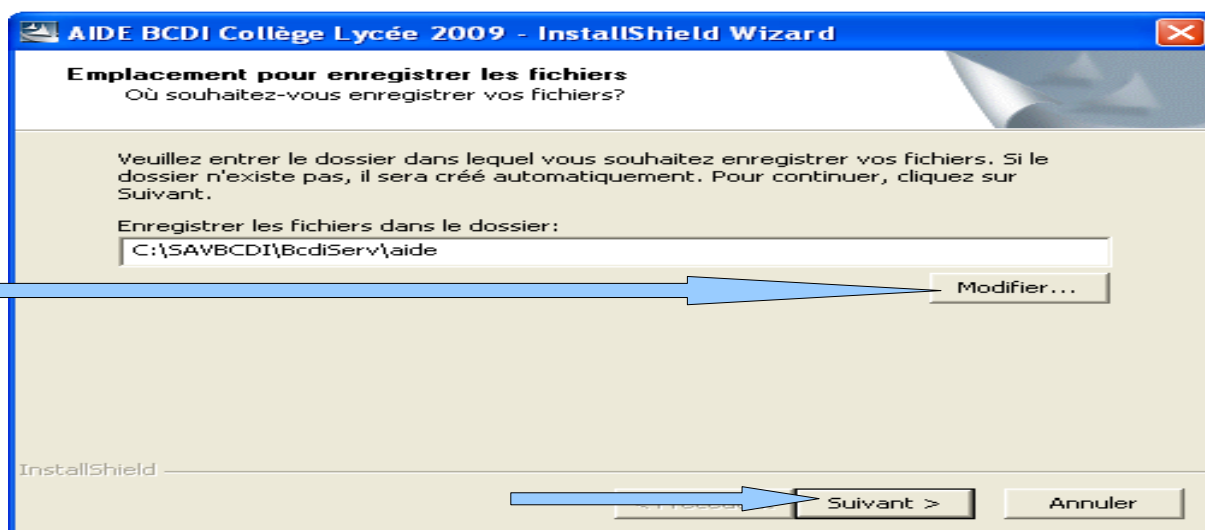 AIDE BCDI Collège Lycée 2009 - InstallShield Wizard
Emplacement pour enregistrer les fichiers
Où souhaitez-vous enregistrer vos fichiers?
Veuillez entrer le dossier dans lequel vous souhaitez enregistrer vos fichiers. Si le
dossier n'existe pas, il sera créé automatiquement. Pour continuer, cliquez sur
Suivant.
Enregistrer les fichiers dans le dossier:
C:\SAVBCDI\BcdiServ\aide
Modifier...
InstallShield
Suivant >
Annuler